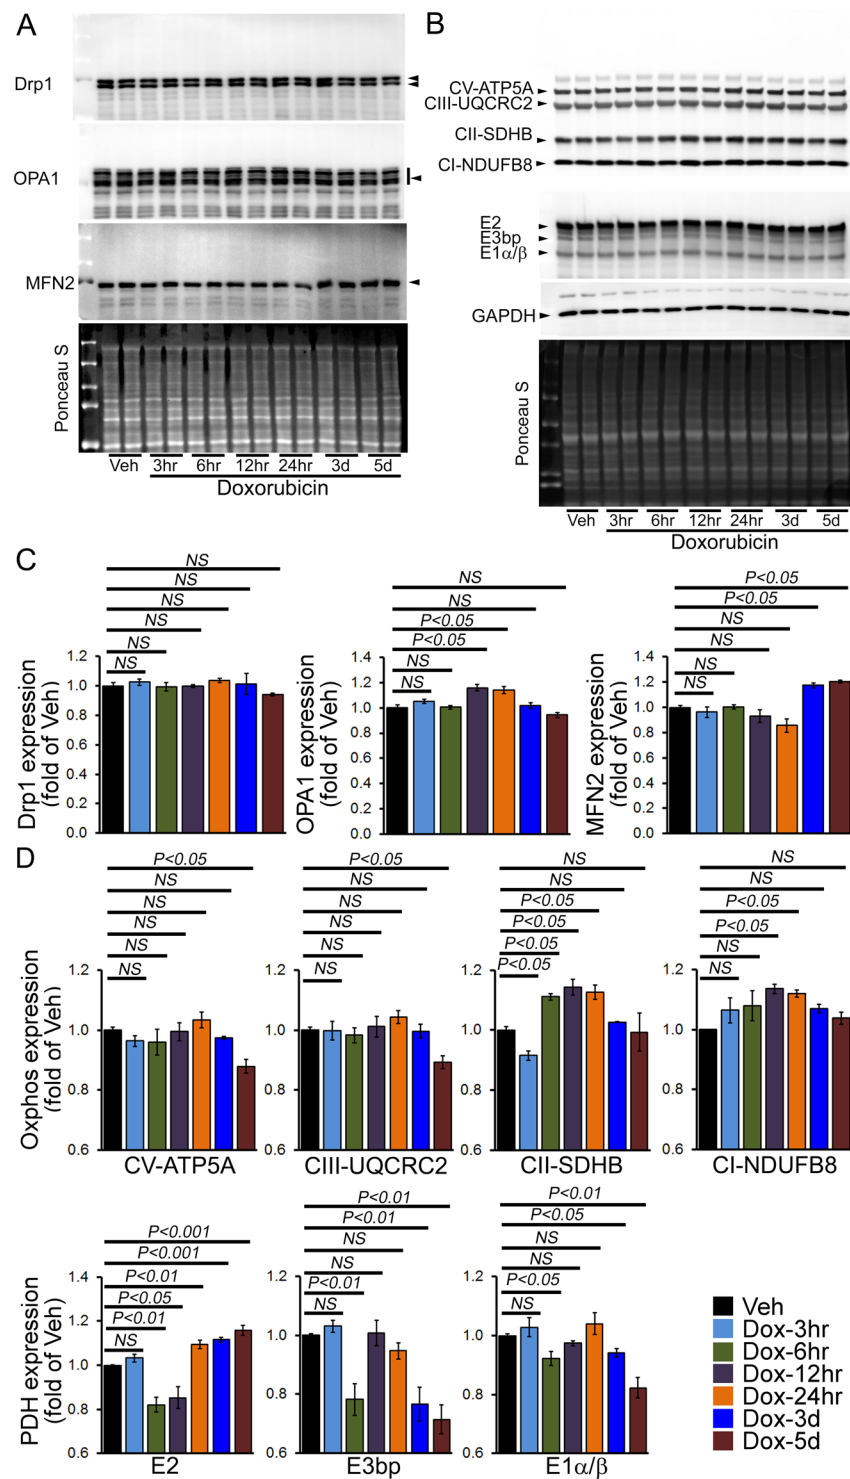 A
Drp1
OPA1
MFN2
Ponceau S
Veh 3hr 6hr 12hr 24hr 3d 5d
Doxorubicin
B
CV-ATP5A
CIII-UQCRC2
CII-SDHB
CI-NDUFB8
E2
E3bp
E1α/β
GAPDH
Ponceau S
Veh 3hr 6hr 12hr 24hr 3d 5d
Doxorubicin
C
NS
NS
NS
NS
NS
NS
Drp1 expression
(fold of Veh)
1.2
1.0
0.8
0.6
0.4
0.2
0.0
NS
NS
P<0.05
P<0.05
NS
NS
OPA1 expression
(fold of Veh)
1.4
1.2
1.0
0.8
0.6
0.4
0.2
0.0
P<0.05
P<0.05
NS
NS
NS
NS
MFN2 expression
(fold of Veh)
1.4
1.2
1.0
0.8
0.6
0.4
0.2
0.0
D
P<0.05
NS
NS
NS
NS
NS
Oxphos expression
(fold of Veh)
1.2
1.0
0.8
0.6
CV-ATP5A
P<0.05
NS
NS
NS
NS
NS
1.2
1.0
0.8
0.6
CIII-UQCRC2
NS
NS
P<0.05
P<0.05
P<0.05
P<0.05
1.2
1.0
0.8
0.6
CII-SDHB
NS
NS
P<0.05
P<0.05
NS
NS
1.2
1.0
0.8
0.6
CI-NDUFB8
P<0.001
P<0.001
P<0.01
P<0.05
P<0.01
NS
PDH expression
(fold of Veh)
1.4
1.2
1.0
0.8
0.6
E2
P<0.01
P<0.01
NS
NS
P<0.01
NS
1.2
1.0
0.8
0.6
E3bp
P<0.01
P<0.05
NS
NS
P<0.05
NS
1.2
1.0
0.8
0.6
E1α/β
Veh
Dox-3hr
Dox-6hr
Dox-12hr
Dox-24hr
Dox-3d
Dox-5d